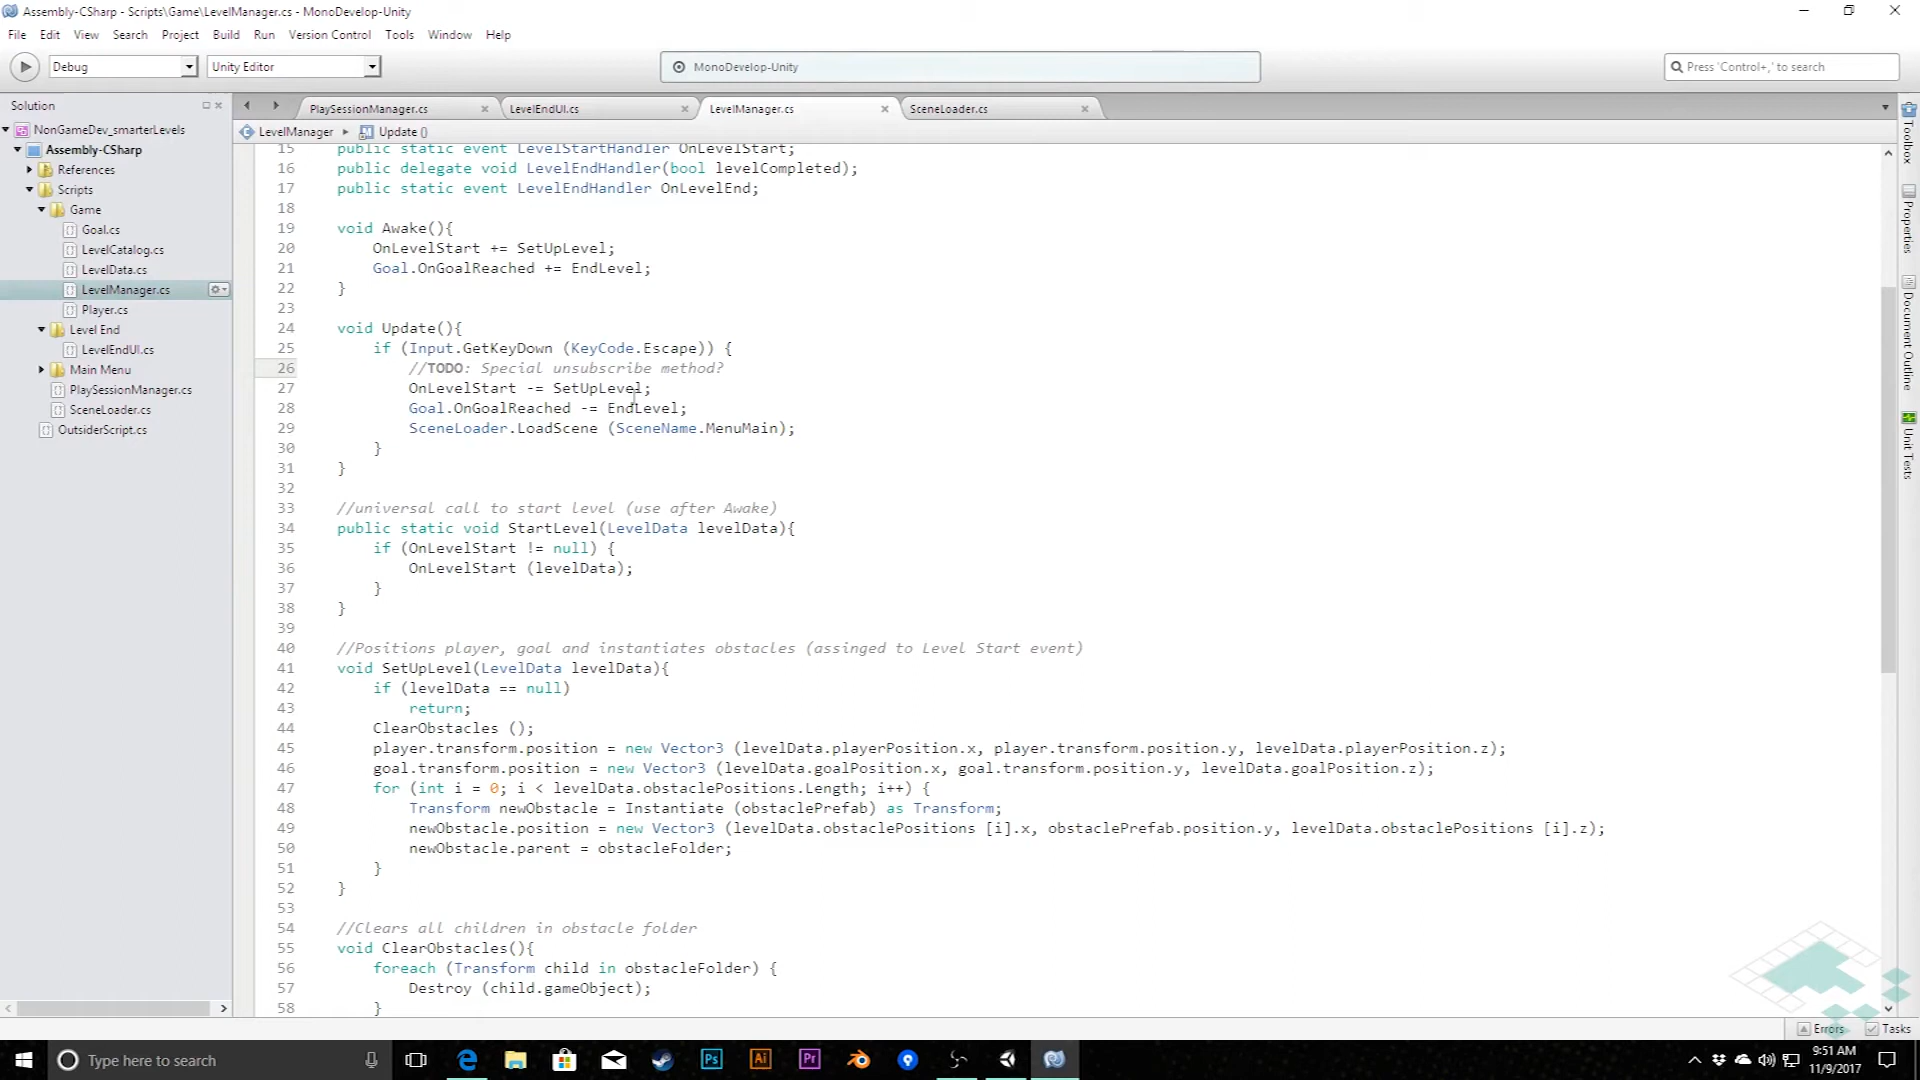 Assembly-CSharp - Scripts\Game\LevelManager.cs - MonoDevelop-Unity
File Edit View Search Project Build Run Version Control Tools Window Help
Debug Unity Editor MonoDevelop-Unity Press 'Control+,' to search
Solution
PlaySessionManager.cs LevelEndUI.cs LevelManager.cs SceneLoader.cs
LevelManager Update ()
NonGameDev_smarterLevels
Assembly-CSharp
References
Scripts
Game
Goal.cs
LevelCatalog.cs
LevelData.cs
LevelManager.cs
Player.cs
Level End
LevelEndUI.cs
Main Menu
PlaySessionManager.cs
SceneLoader.cs
OutsiderScript.cs
15 public static event LevelStartHandler OnLevelStart;
16 public delegate void LevelEndHandler(bool levelCompleted);
17 public static event LevelEndHandler OnLevelEnd;
18
19 void Awake(){
20 OnLevelStart += SetUpLevel;
21 Goal.OnGoalReached += EndLevel;
22 }
23
24 void Update(){
25 if (Input.GetKeyDown (KeyCode.Escape)) {
26 //TODO: Special unsubscribe method?
27 OnLevelStart -= SetUpLevel;
28 Goal.OnGoalReached -= EndLevel;
29 SceneLoader.LoadScene (SceneName.MenuMain);
30 }
31 }
32
33 //universal call to start level (use after Awake)
34 public static void StartLevel(LevelData levelData){
35 if (OnLevelStart != null) {
36 OnLevelStart (levelData);
37 }
38 }
39
40 //Positions player, goal and instantiates obstacles (assinged to Level Start event)
41 void SetUpLevel(LevelData levelData){
42 if (levelData == null)
43 return;
44 ClearObstacles ();
45 player.transform.position = new Vector3 (levelData.playerPosition.x, player.transform.position.y, levelData.playerPosition.z);
46 goal.transform.position = new Vector3 (levelData.goalPosition.x, goal.transform.position.y, levelData.goalPosition.z);
47 for (int i = 0; i < levelData.obstaclePositions.Length; i++) {
48 Transform newObstacle = Instantiate (obstaclePrefab) as Transform;
49 newObstacle.position = new Vector3 (levelData.obstaclePositions [i].x, obstaclePrefab.position.y, levelData.obstaclePositions [i].z);
50 newObstacle.parent = obstacleFolder;
51 }
52 }
53
54 //Clears all children in obstacle folder
55 void ClearObstacles(){
56 foreach (Transform child in obstacleFolder) {
57 Destroy (child.gameObject);
58 }
Toolbox
Properties
Document Outline
Unit Tests
Errors Tasks
Type here to search
Ps Ai Pr
9:51 AM
11/9/2017